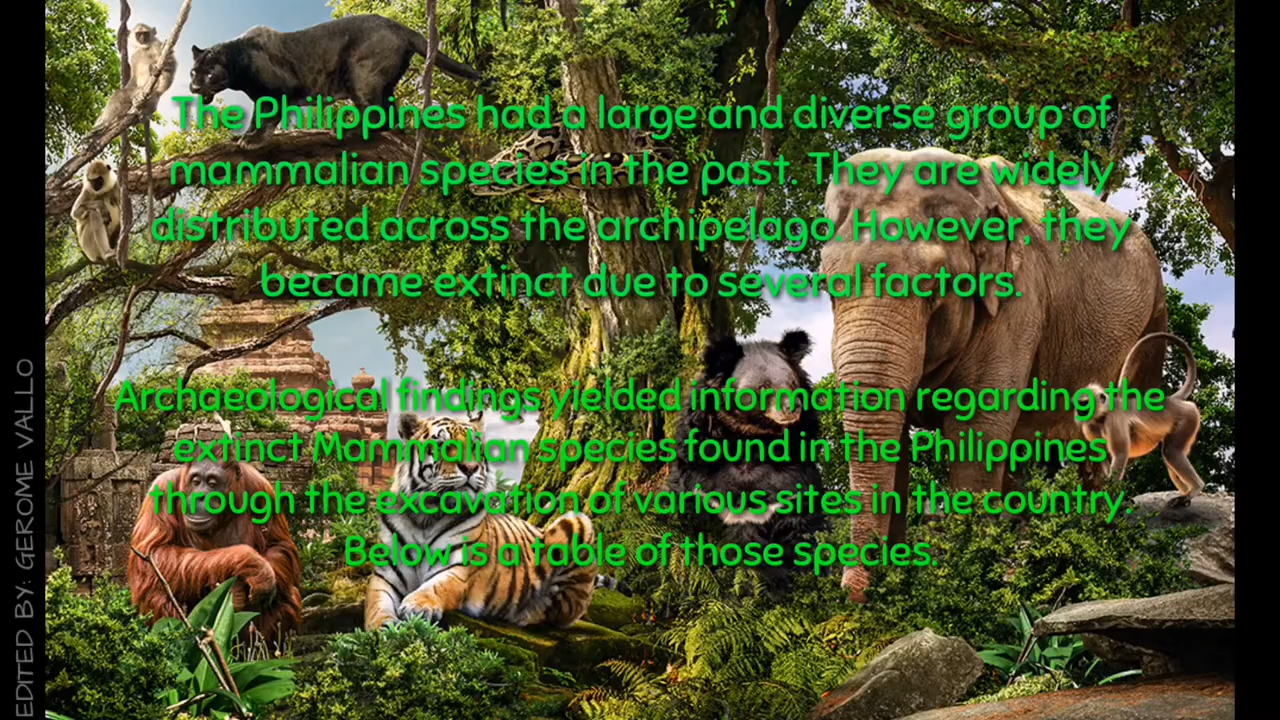 The Philippines had a large and diverse group of
mammalian species in the past. They are widely
distributed across the archipelago. However, they
became extinct due to several factors.
Archaeological findings yielded information regarding the
extinct Mammalian species found in the Philippines
through the excavation of various sites in the country.
Below is a table of those species.
EDITED BY: GEROME VALLO